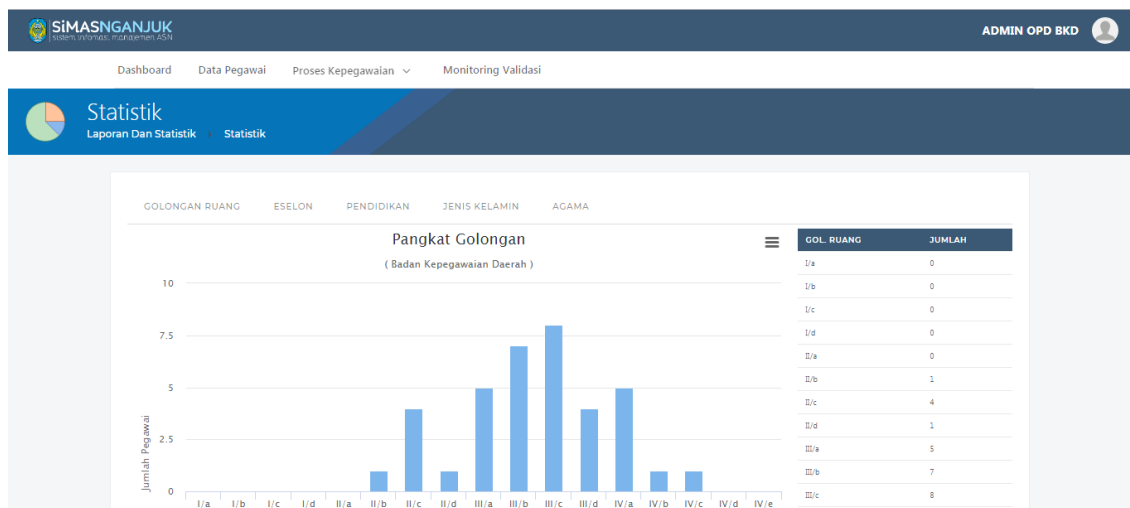 SiMASNGANJUK
sistem informasi manajemen ASN
ADMIN OPD BKD
Dashboard Data Pegawai Proses Kepegawaian Monitoring Validasi
Statistik
Laporan Dan Statistik Statistik
GOLONGAN RUANG ESELON PENDIDIKAN JENIS KELAMIN AGAMA
Pangkat Golongan
( Badan Kepegawaian Daerah )
Jumlah Pegawai
10
7.5
5
2.5
0
I/a I/b I/c I/d II/a II/b II/c II/d III/a III/b III/c III/d IV/a IV/b IV/c IV/d IV/e
GOL. RUANG JUMLAH
I/a 0
I/b 0
I/c 0
I/d 0
II/a 0
II/b 1
II/c 4
II/d 1
III/a 5
III/b 7
III/c 8